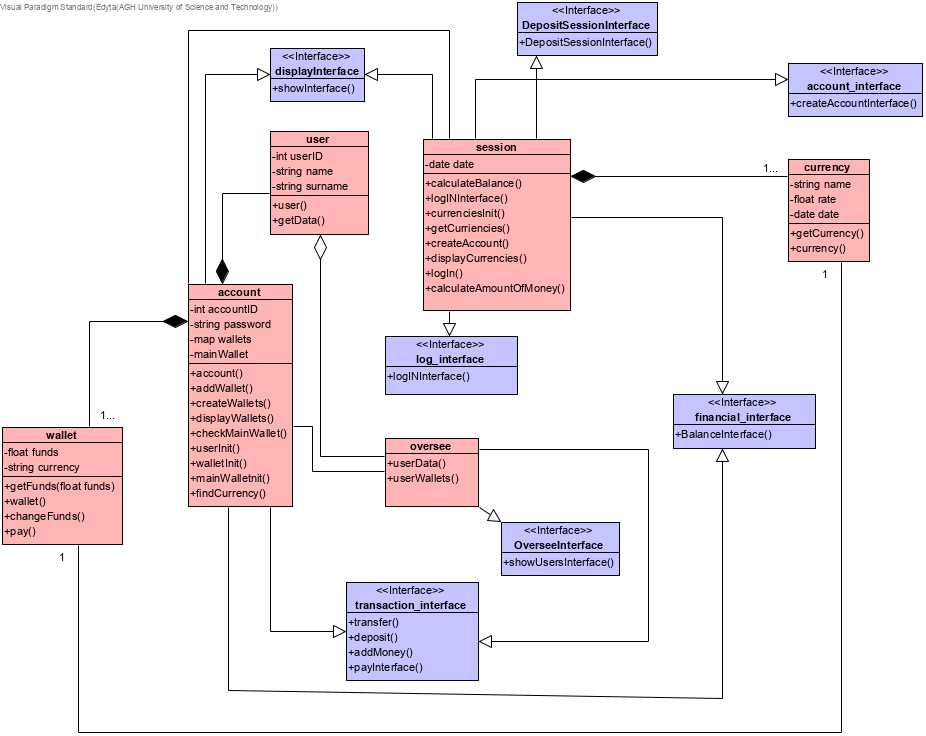 Visual Paradigm Standard(Edyta(AGH University of Science and Technology))
<<Interface>>
DepositSessionInterface
+DepositSessionInterface()
<<Interface>>
displayInterface
+showInterface()
<<Interface>>
account_interface
+createAccountInterface()
user
-int userID
-string name
-string surname
+user()
+getData()
session
-date date
+calculateBalance()
+logINInterface()
+currenciesInit()
+getCurriencies()
+createAccount()
+displayCurrencies()
+logIn()
+calculateAmountOfMoney()
1...
currency
-string name
-float rate
-date date
+getCurrency()
+currency()
1
account
-int accountID
-string password
-map wallets
-mainWallet
+account()
+addWallet()
+createWallets()
+displayWallets()
+checkMainWallet()
+userInit()
+walletInit()
+mainWalletnit()
+findCurrency()
<<Interface>>
log_interface
+logINInterface()
<<Interface>>
financial_interface
+BalanceInterface()
1...
wallet
-float funds
-string currency
+getFunds(float funds)
+wallet()
+changeFunds()
+pay()
1
oversee
+userData()
+userWallets()
<<Interface>>
OverseeInterface
+showUsersInterface()
<<Interface>>
transaction_interface
+transfer()
+deposit()
+addMoney()
+payInterface()